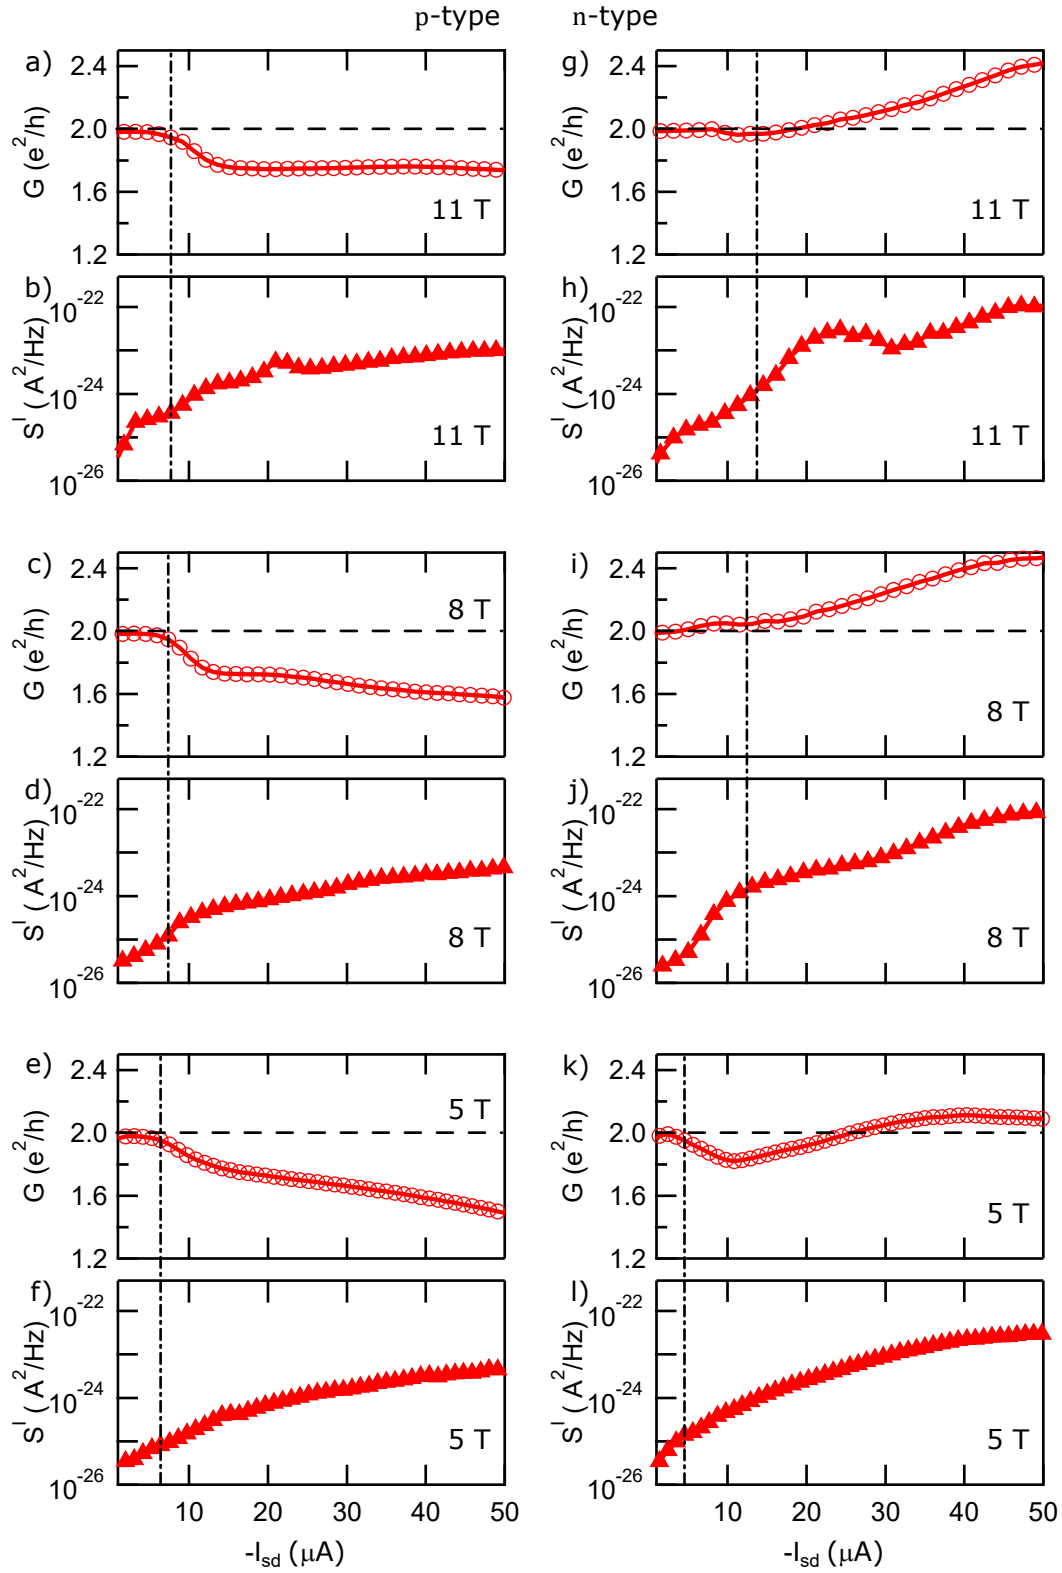 p-type
n-type
a)
2.4
2.0
1.6
1.2
G (e²/h)
11 T
b)
10⁻²²
10⁻²⁴
10⁻²⁶
Sᴵ ( A²/Hz)
11 T
c)
2.4
2.0
1.6
1.2
G (e²/h)
8 T
d)
10⁻²²
10⁻²⁴
10⁻²⁶
Sᴵ ( A²/Hz)
8 T
e)
2.4
2.0
1.6
1.2
G (e²/h)
5 T
f)
10⁻²²
10⁻²⁴
10⁻²⁶
Sᴵ ( A²/Hz)
5 T
10 20 30 40 50
-I_sd (μA)
g)
2.4
2.0
1.6
1.2
G (e²/h)
11 T
h)
10⁻²²
10⁻²⁴
10⁻²⁶
Sᴵ ( A²/Hz)
11 T
i)
2.4
2.0
1.6
1.2
G (e²/h)
8 T
j)
10⁻²²
10⁻²⁴
10⁻²⁶
Sᴵ ( A²/Hz)
8 T
k)
2.4
2.0
1.6
1.2
G (e²/h)
5 T
l)
10⁻²²
10⁻²⁴
10⁻²⁶
Sᴵ ( A²/Hz)
5 T
10 20 30 40 50
-I_sd (μA)